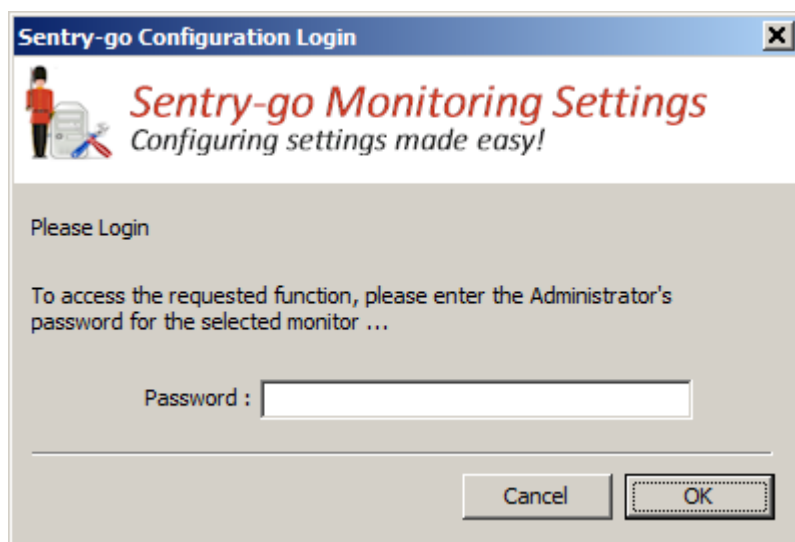 Sentry-go Configuration Login
Sentry-go Monitoring Settings
Configuring settings made easy!
Please Login
To access the requested function, please enter the Administrator's
password for the selected monitor ...
Password :
Cancel OK